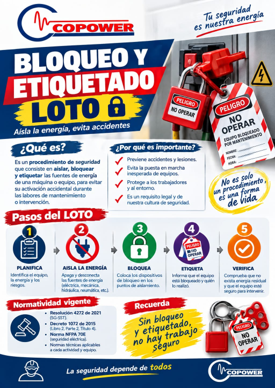 COPOWER
Tu seguridad
es nuestra energía
BLOQUEO Y
ETIQUETADO
LOTO
Aísla la energía, evita accidentes
PELIGRO
NO OPERAR
PELIGRO
NO
OPERAR
EQUIPO BLOQUEADO
POR MANTENIMIENTO
¿Qué es?
Es un procedimiento de seguridad
que consiste en aislar, bloquear
y etiquetar las fuentes de energía
de una máquina o equipo, para evitar
su activación accidental durante
las labores de mantenimiento
o intervención.
¿Por qué es importante?
Previene accidentes y lesiones.
Evita la puesta en marcha
inesperada de equipos.
Protege a los trabajadores
y al entorno.
Es un requisito legal y de
nuestra cultura de seguridad.
No es solo
un procedimiento,
es una forma
de vida
Pasos del LOTO
1
2
3
4
5
PLANIFICA
Identifica el equipo,
la energía y los
riesgos.
AISLA LA ENERGÍA
Apaga y desconecta
las fuentes de energía
(eléctrica, mecánica,
hidráulica, neumática, etc.).
BLOQUEA
Coloca los dispositivos
de bloqueo en los
puntos de aislamiento.
ETIQUETA
Informa que el equipo
está bloqueado y quién
lo realizó.
VERIFICA
Comprueba que no
exista energía residual
y que el equipo esté
seguro para intervenir.
Normatividad vigente
Resolución 4272 de 2021
Decreto 1072 de 2015
Norma NFPA 70E
(seguridad eléctrica).
Normas técnicas aplicables
a cada actividad y equipo.
Recuerda
Sin bloqueo
y etiquetado,
no hay trabajo
seguro
La seguridad depende de todos
COPOWER